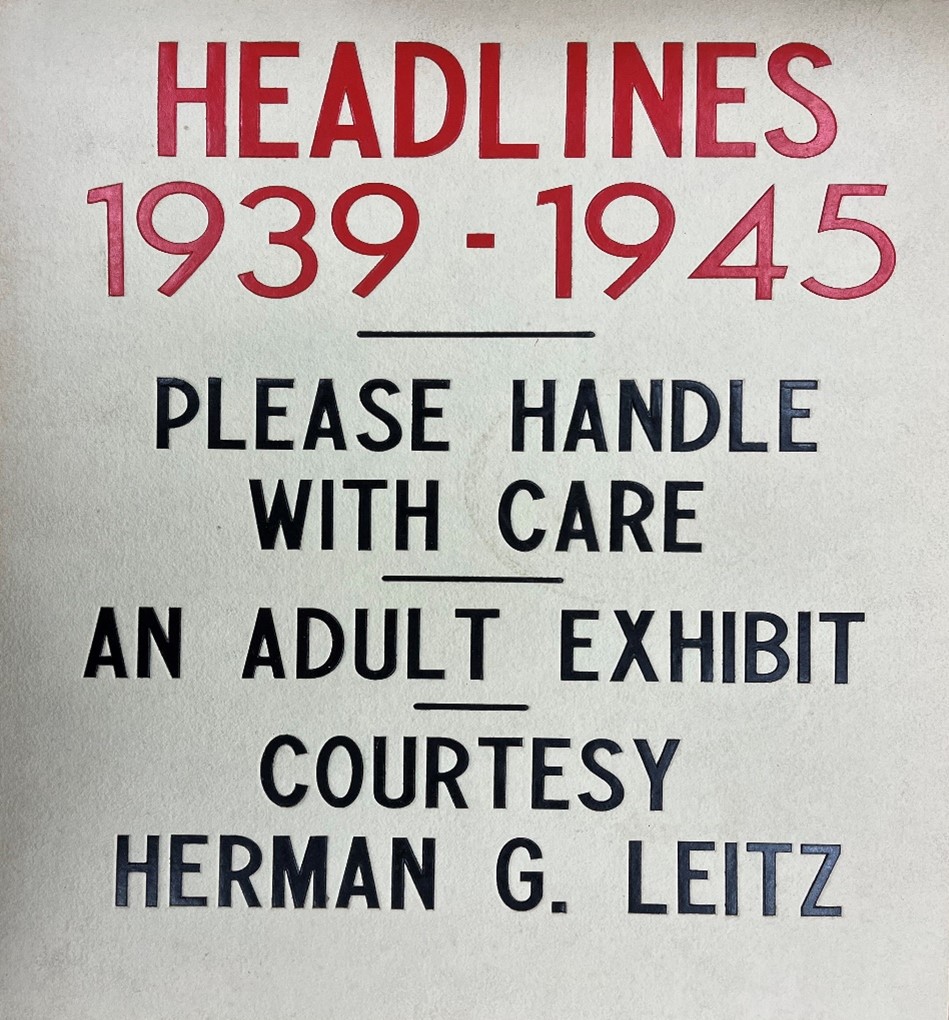 HEADLINES
1939 - 1945
PLEASE HANDLE
WITH CARE
AN ADULT EXHIBIT
COURTESY
HERMAN G. LEITZ